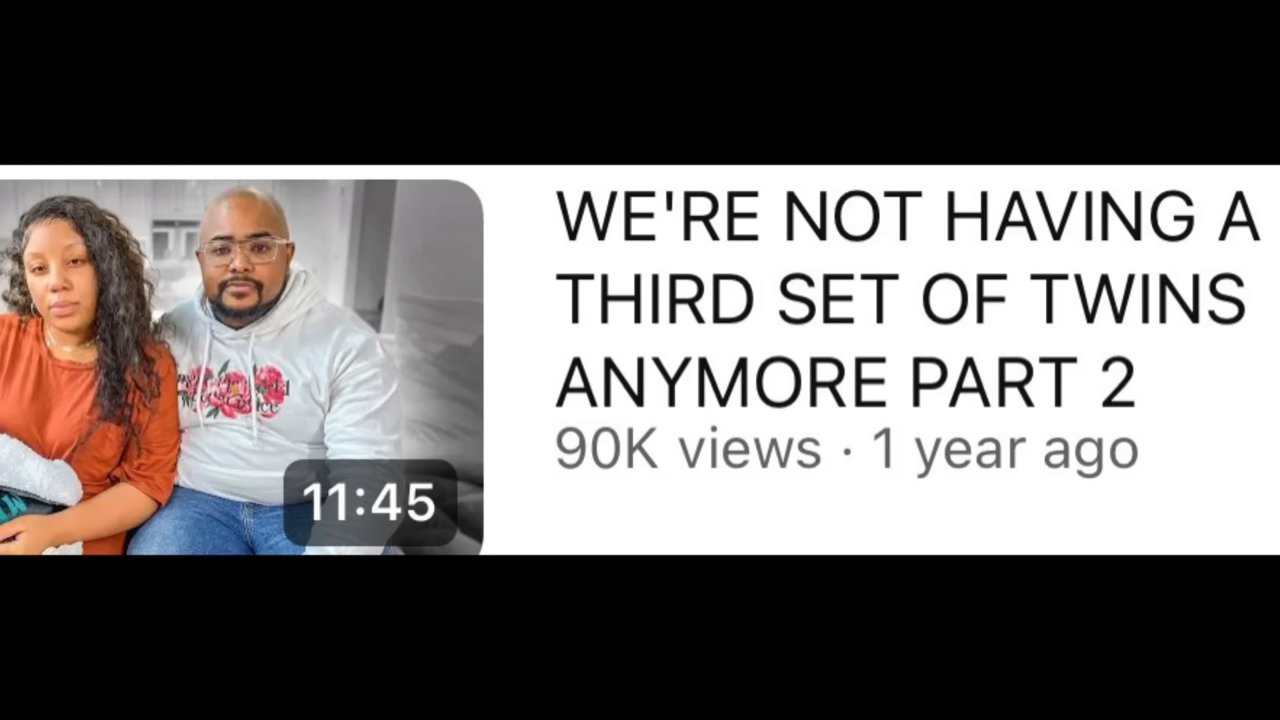 WE'RE NOT HAVING A
THIRD SET OF TWINS
ANYMORE PART 2
90K views · 1 year ago
11:45